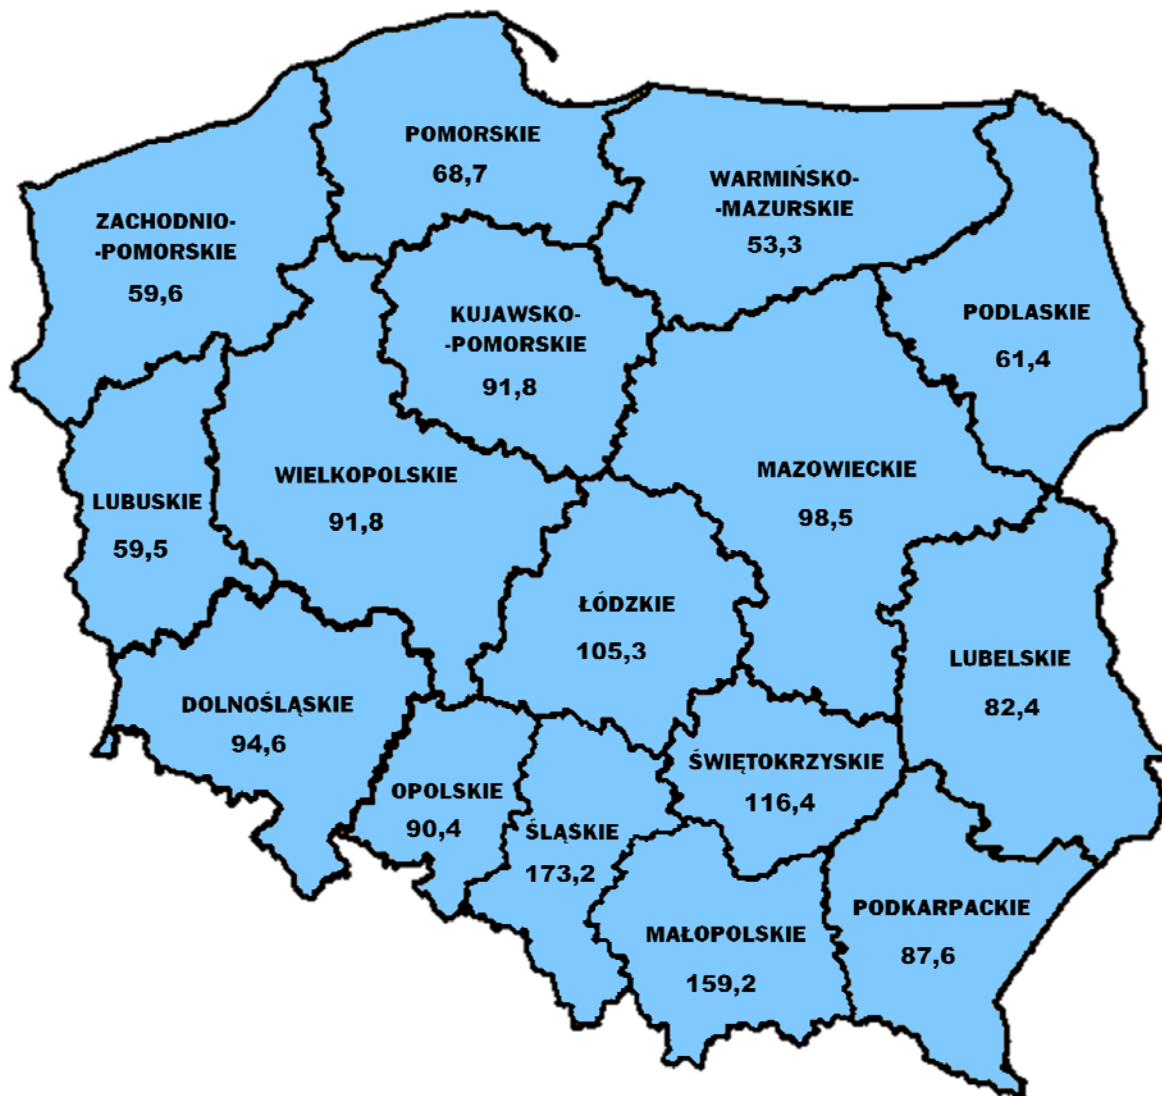 POMORSKIE
68,7
WARMIŃSKO-
-MAZURSKIE
53,3
ZACHODNIO-
-POMORSKIE
59,6
KUJAWSKO-
-POMORSKIE
91,8
PODLASKIE
61,4
LUBUSKIE
59,5
WIELKOPOLSKIE
91,8
MAZOWIECKIE
98,5
ŁÓDZKIE
105,3
LUBELSKIE
82,4
DOLNOŚLĄSKIE
94,6
OPOLSKIE
90,4
ŚLĄSKIE
173,2
ŚWIĘTOKRZYSKIE
116,4
MAŁOPOLSKIE
159,2
PODKARPACKIE
87,6